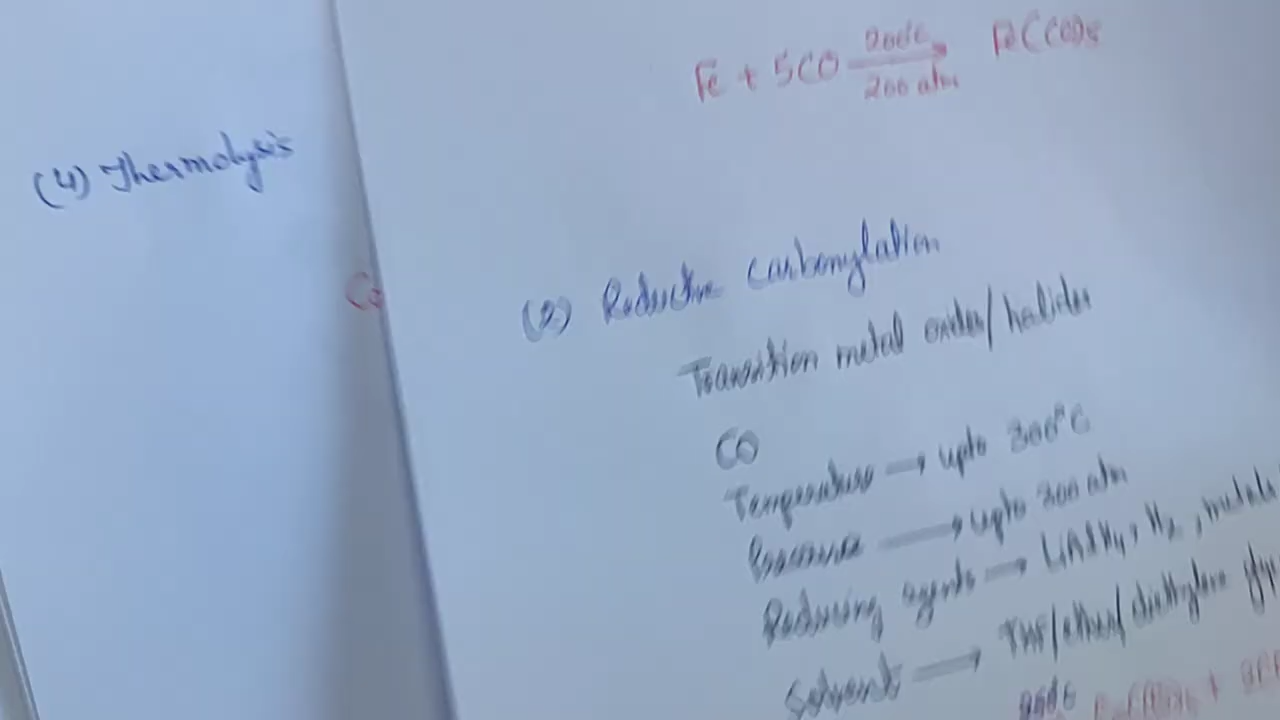 (4) Thermolysis
Fe + 5CO 200°C 200 atm Fe(CO)5
(2) Reductive carbonylation
Transition metal oxides/halides
CO
Temperature → upto 300°C
Pressure → upto 300 atm
Reducing agents → LiAlH4, H2, metals
Solvents → THF/ether/diethylene